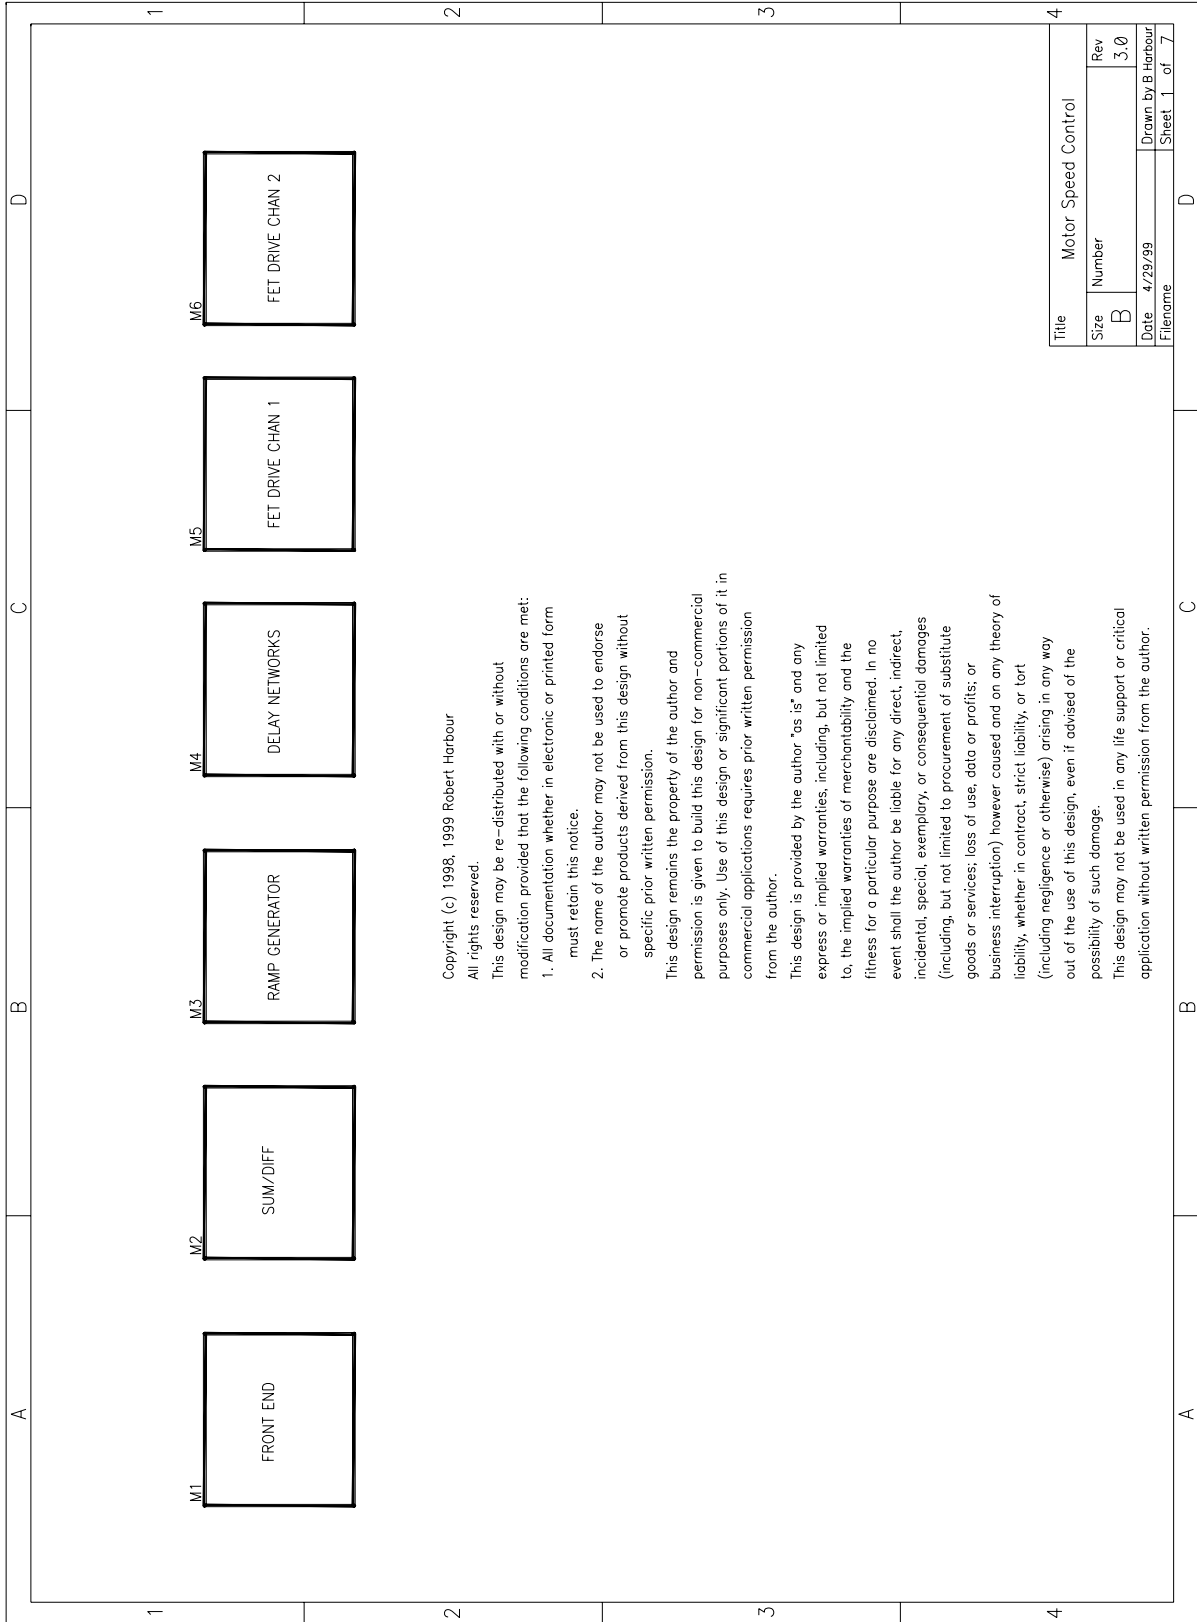 A
B
C
D
1
1
M1
FRONT END
M2
SUM/DIFF
M3
RAMP GENERATOR
M4
DELAY NETWORKS
M5
FET DRIVE CHAN 1
M6
FET DRIVE CHAN 2
2
2
Copyright (c) 1998, 1999 Robert Harbour
All rights reserved.
This design may be re-distributed with or without
modification provided that the following conditions are met:
1. All documentation whether in electronic or printed form
must retain this notice.
2. The name of the author may not be used to endorse
or promote products derived from this design without
specific prior written permission.
This design remains the property of the author and
permission is given to build this design for non-commercial
purposes only. Use of this design or significant portions of it in
commercial applications requires prior written permission
from the author.
This design is provided by the author "as is" and any
express or implied warranties, including, but not limited
to, the implied warranties of merchantability and the
fitness for a particular purpose are disclaimed. In no
event shall the author be liable for any direct, indirect,
incidental, special, exemplary, or consequential damages
(including, but not limited to procurement of substitute
goods or services; loss of use, data or profits; or
business interruption) however caused and on any theory of
liability, whether in contract, strict liability, or tort
(including negligence or otherwise) arising in any way
out of the use of this design, even if advised of the
possibility of such damage.
This design may not be used in any life support or critical
application without written permission from the author.
3
3
4
4
Title
Motor Speed Control
Size
B
Number
Rev
3.0
Date 4/29/99
Drawn by B Harbour
Filename
Sheet 1 of 7
A
B
C
D